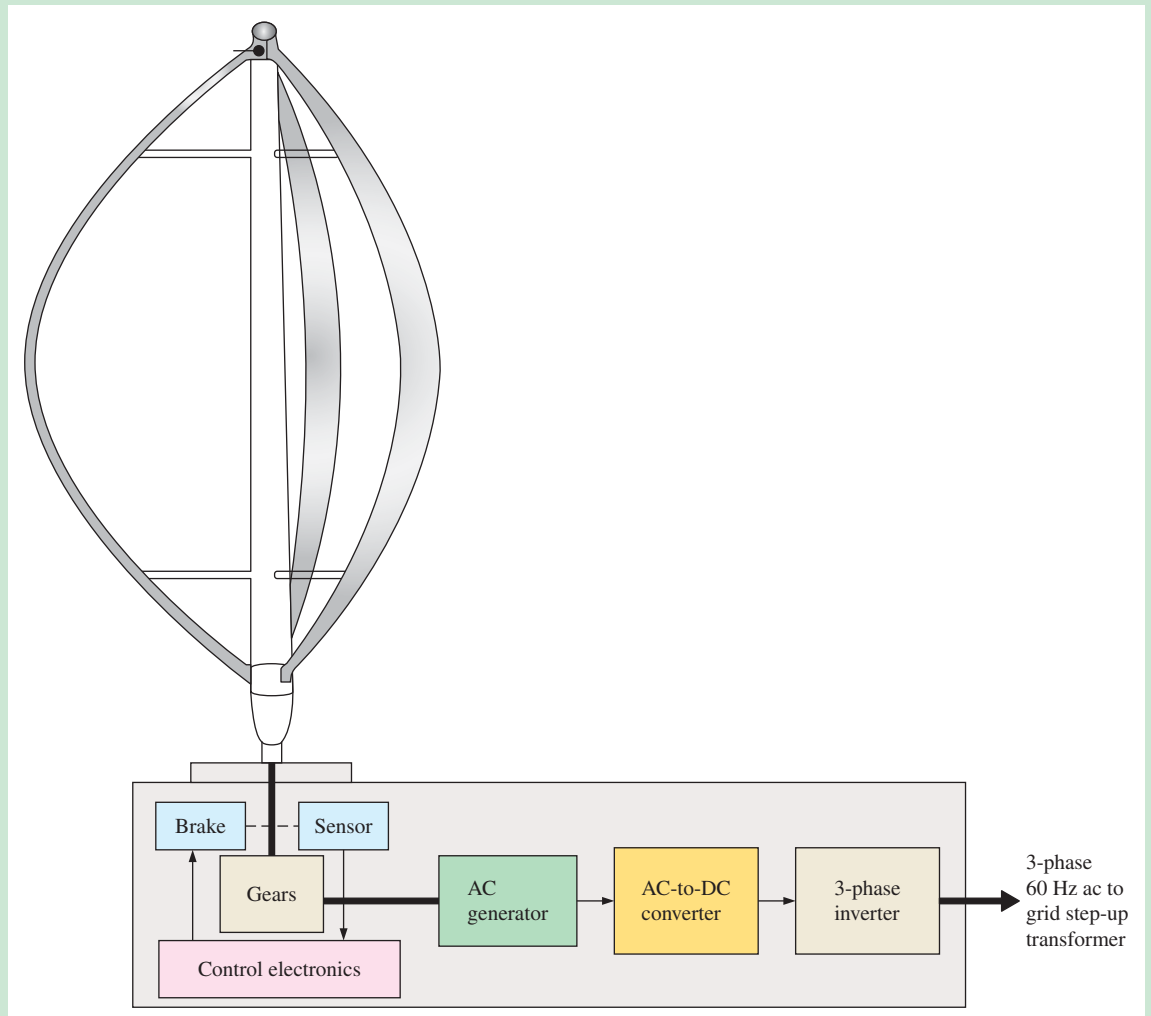 Brake
Sensor
Gears
AC
generator
AC-to-DC
converter
3-phase
inverter
3-phase
60 Hz ac to
grid step-up
transformer
Control electronics